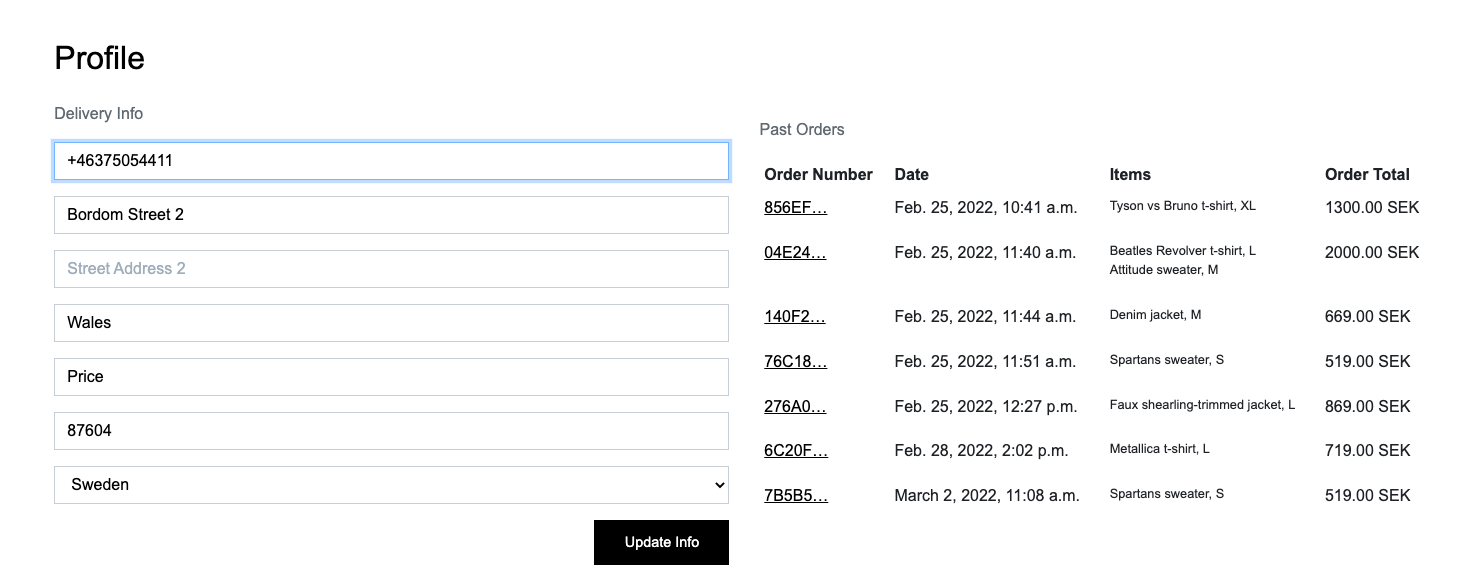 Profile
Delivery Info
+46375054411
Bordom Street 2
Street Address 2
Wales
Price
87604
Sweden
Update Info
Past Orders
Order Number Date Items Order Total
856EF... Feb. 25, 2022, 10:41 a.m. Tyson vs Bruno t-shirt, XL 1300.00 SEK
04E24... Feb. 25, 2022, 11:40 a.m. Beatles Revolver t-shirt, L 2000.00 SEK
Attitude sweater, M
140F2... Feb. 25, 2022, 11:44 a.m. Denim jacket, M 669.00 SEK
76C18... Feb. 25, 2022, 11:51 a.m. Spartans sweater, S 519.00 SEK
276A0... Feb. 25, 2022, 12:27 p.m. Faux shearling-trimmed jacket, L 869.00 SEK
6C20F... Feb. 28, 2022, 2:02 p.m. Metallica t-shirt, L 719.00 SEK
7B5B5... March 2, 2022, 11:08 a.m. Spartans sweater, S 519.00 SEK